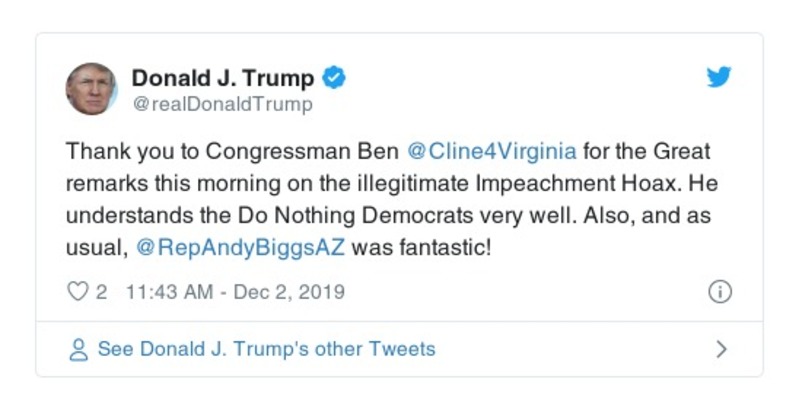 Donald J. Trump
@realDonaldTrump
Thank you to Congressman Ben @Cline4Virginia for the Great
remarks this morning on the illegitimate Impeachment Hoax. He
understands the Do Nothing Democrats very well. Also, and as
usual, @RepAndyBiggsAZ was fantastic!
2 11:43 AM - Dec 2, 2019
See Donald J. Trump's other Tweets